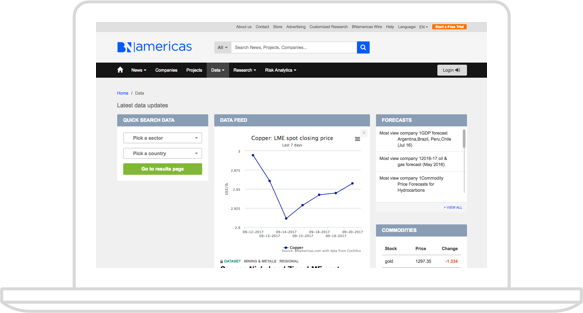 About us Contact Store Advertising Customized Research BNamericas Wire Help Language: EN Start a Free Trial
BN|americas
All Search News, Projects, Companies...
News Companies Projects Data Research Risk Analytics Login
Home / Data
Latest data updates
QUICK SEARCH DATA
Pick a sector
Pick a country
Go to results page
DATA FEED
Copper: LME spot closing price
Last 7 days
US$/lb
3
2.975
2.95
2.925
2.9
09-12-2017 09-14-2017 09-16-2017 09-20-2017
09-13-2017 09-15-2017 09-19-2017
Copper
Source: BNamericas.com with data from Cochilco
DATASET MINING & METALS REGIONAL
FORECASTS
Most view company 1GDP forecast
Argentina,Brazil, Peru,Chile
(Jul 16)
Most view company 12016-17 oil &
gas forecast (May 2016)
Most view company 1Commodity
Price Forecasts for
Hydrocarbons
+ VIEW ALL
COMMODITIES
Stock Price Change
gold 1297.35 -1.334